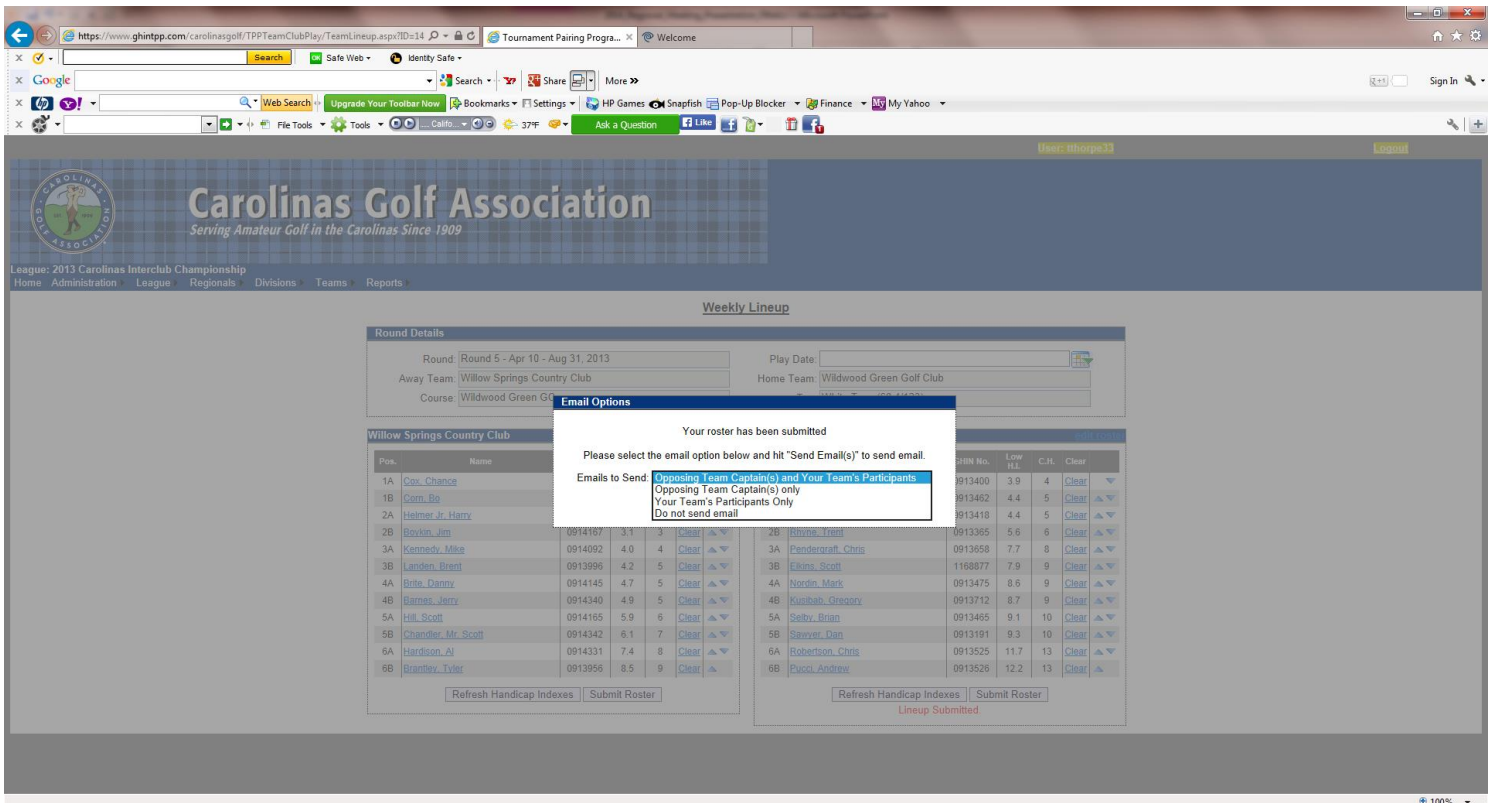 https://www.ghintpp.com/carolinasgolf/TPPTeamClubPlay/TeamLineup.aspx?ID=14
Tournament Pairing Progra... × Welcome
x Search OK Safe Web Identity Safe
x Google Search Share More » Sign In
x Web Search Upgrade Your Toolbar Now Bookmarks Settings HP Games Snapfish Pop-Up Blocker Finance My Yahoo
x File Tools Tools Califo... 37°F Ask a Question Like
User: tthorpe33 Logout
CAROLINAS GOLF ASSOCIATION
Carolinas Golf Association
Serving Amateur Golf in the Carolinas Since 1909
League: 2013 Carolinas Interclub Championship
Home Administration League Regionals Divisions Teams Reports
Weekly Lineup
Round Details
Round: Round 5 - Apr 10 - Aug 31, 2013 Play Date:
Away Team: Willow Springs Country Club Home Team: Wildwood Green Golf Club
Course: Wildwood Green GC
Email Options
Your roster has been submitted
Please select the email option below and hit "Send Email(s)" to send email.
Emails to Send: Opposing Team Captain(s) and Your Team's Participants
Opposing Team Captain(s) only
Your Team's Participants Only
Do not send email
Willow Springs Country Club
Pos. Name GHIN No. Low H.I. C.H. Clear
1A Cox, Chance 0913400 3.9 4 Clear
1B Corn, Bo 0913462 4.4 5 Clear
2A Helmer Jr, Harry 0913418 4.4 5 Clear
2B Boykin, Jim 0914167 3.1 3 Clear 2B Rhyne, Trent 0913365 5.6 6 Clear
3A Kennedy, Mike 0914092 4.0 4 Clear 3A Pendergraft, Chris 0913658 7.7 8 Clear
3B Landen, Brent 0913996 4.2 5 Clear 3B Elkins, Scott 1168877 7.9 9 Clear
4A Brite, Danny 0914145 4.7 5 Clear 4A Nordin, Mark 0913475 8.6 9 Clear
4B Barnes, Jerry 0914340 4.9 5 Clear 4B Kusibab, Gregory 0913712 8.7 9 Clear
5A Hill, Scott 0914165 5.9 6 Clear 5A Selby, Brian 0913465 9.1 10 Clear
5B Chandler, Mr. Scott 0914342 6.1 7 Clear 5B Sawyer, Dan 0913191 9.3 10 Clear
6A Hardison, Al 0914331 7.4 8 Clear 6A Robertson, Chris 0913525 11.7 13 Clear
6B Brantley, Tyler 0913956 8.5 9 Clear 6B Pucci, Andrew 0913526 12.2 13 Clear
Refresh Handicap Indexes Submit Roster Refresh Handicap Indexes Submit Roster
Lineup Submitted.
100%